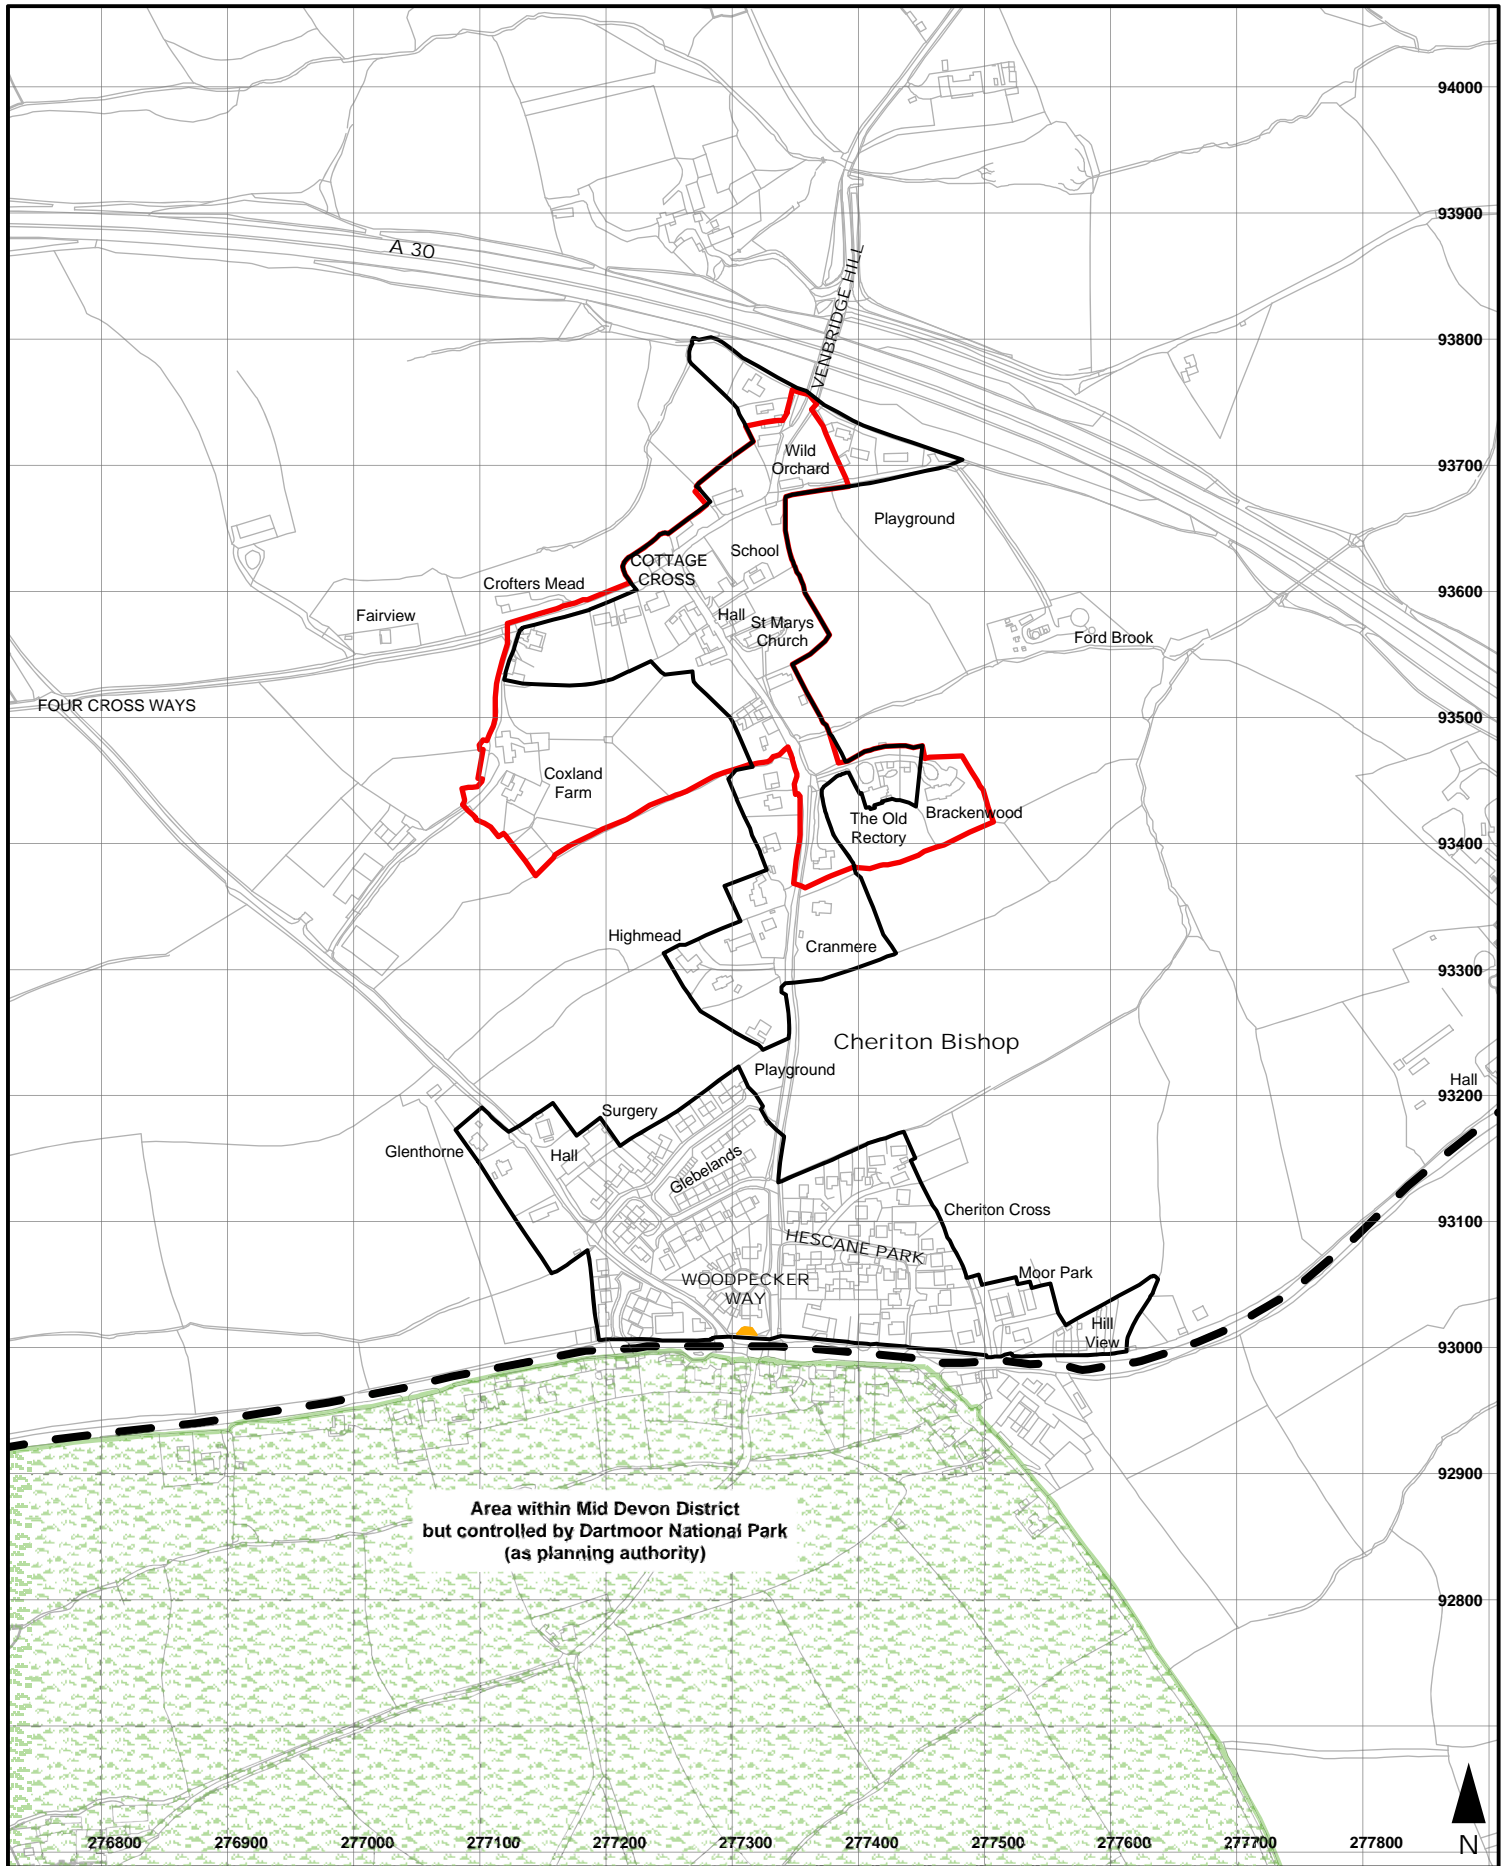 94000
93900
A 30
VENBRIDGE HILL
93800
Wild
Orchard
93700
Playground
School
COTTAGE
CROSS
Crofters Mead
93600
Fairview
Hall
St Marys
Church
Ford Brook
FOUR CROSS WAYS
93500
Coxland
Farm
The Old
Rectory
Brackenwood
93400
Highmead
Cranmere
93300
Cheriton Bishop
Playground
Hall
93200
Surgery
Glenthorne
Hall
Glebelands
Cheriton Cross
93100
HESCANE PARK
Moor Park
WOODPECKER
WAY
Hill
View
93000
92900
Area within Mid Devon District
but controlled by Dartmoor National Park
(as planning authority)
92800
276800 276900 277000 277100 277200 277300 277400 277500 277600 277700 277800
N